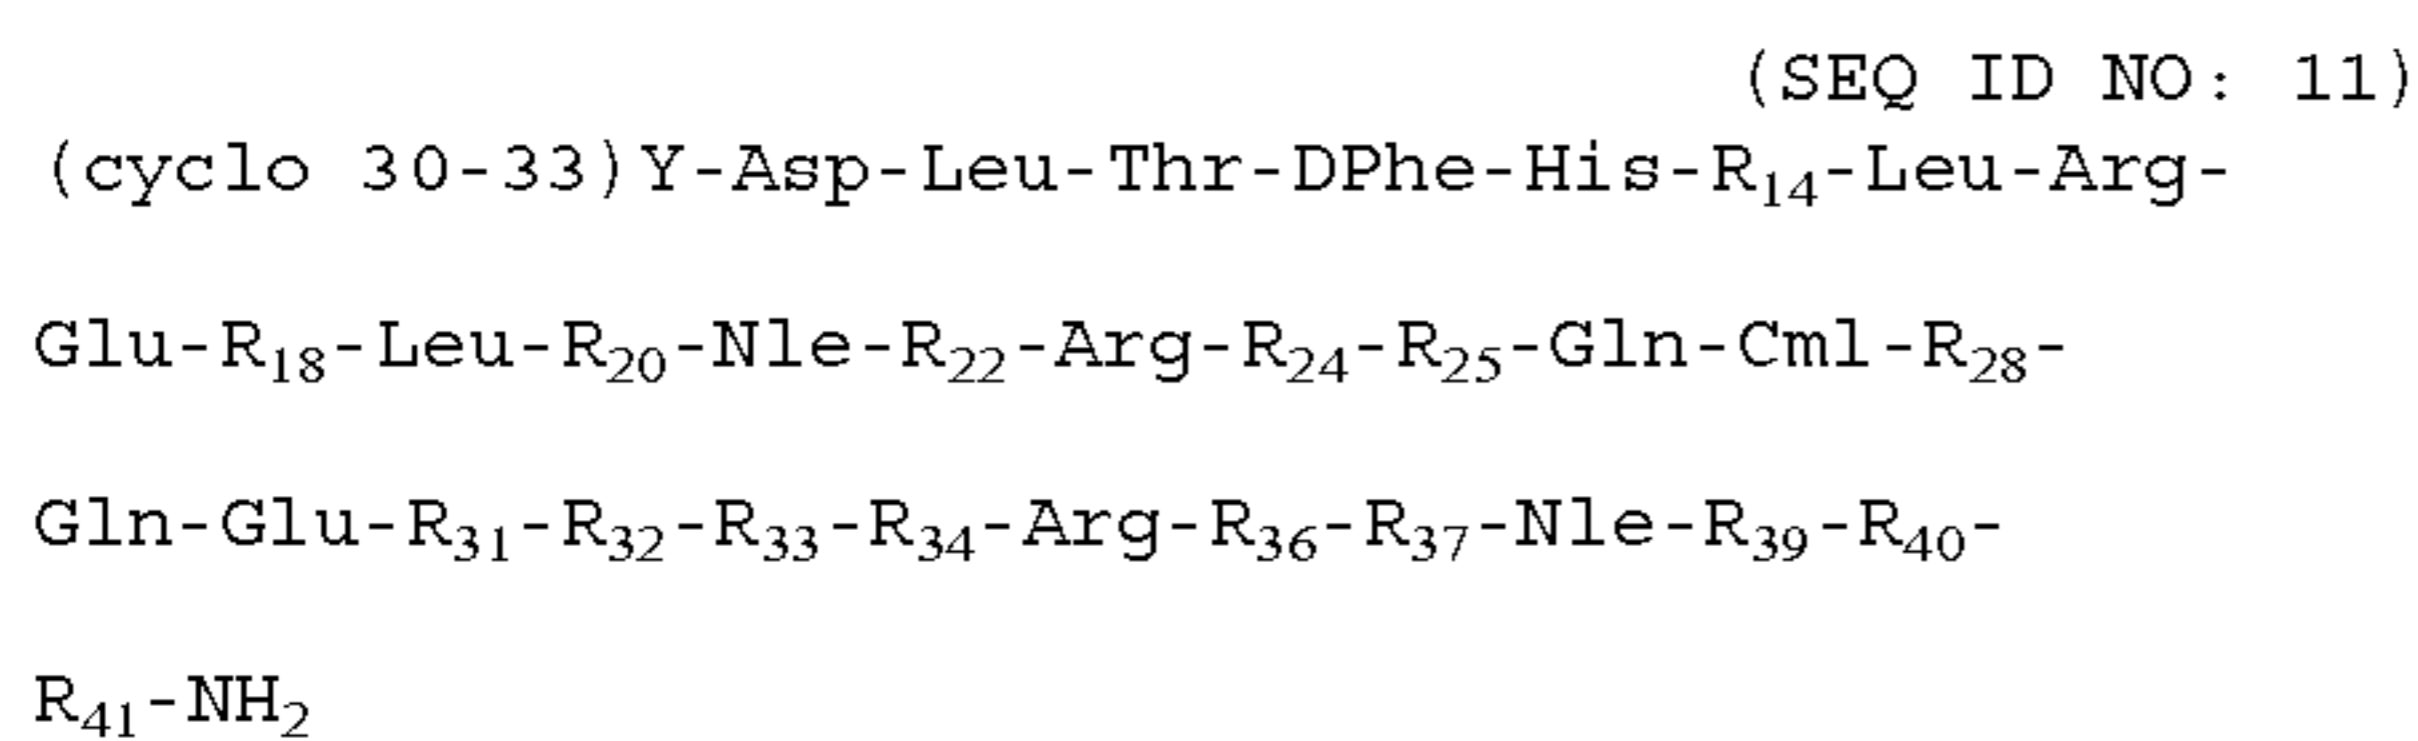 (SEQ ID NO: 11)
(cyclo 30-33)Y-Asp-Leu-Thr-DPhe-His-R₁₄-Leu-Arg-
Glu-R₁₈-Leu-R₂₀-Nle-R₂₂-Arg-R₂₄-R₂₅-Gln-Cml-R₂₈-
Gln-Glu-R₃₁-R₃₂-R₃₃-R₃₄-Arg-R₃₆-R₃₇-Nle-R₃₉-R₄₀-
R₄₁-NH₂